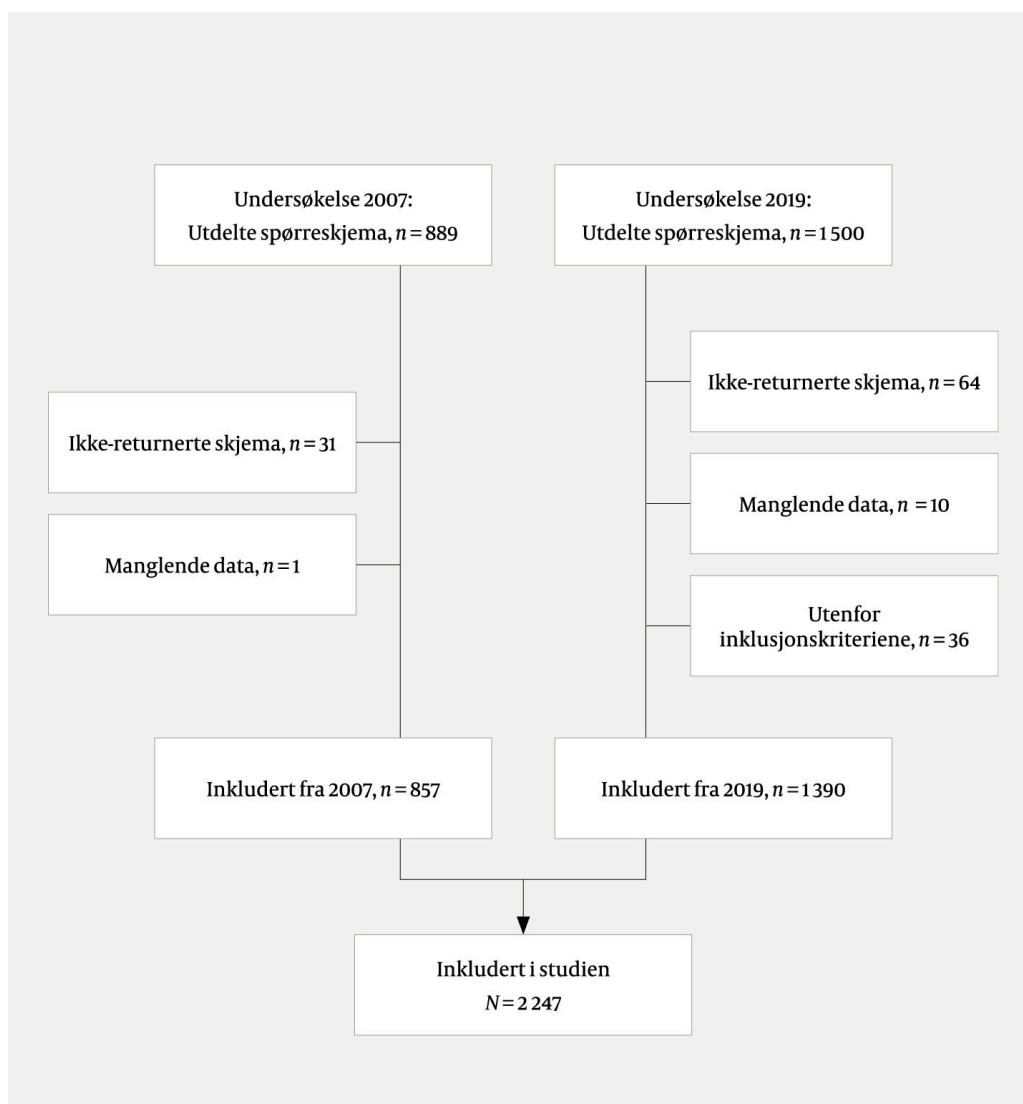 Undersøkelse 2007:
Utdelte spørreskjema, n = 889
Undersøkelse 2019:
Utdelte spørreskjema, n = 1 500
Ikke-returnerte skjema, n = 31
Manglende data, n = 1
Ikke-returnerte skjema, n = 64
Manglende data, n = 10
Utenfor
inklusjonskriteriene, n = 36
Inkludert fra 2007, n = 857
Inkludert fra 2019, n = 1 390
Inkludert i studien
N = 2 247